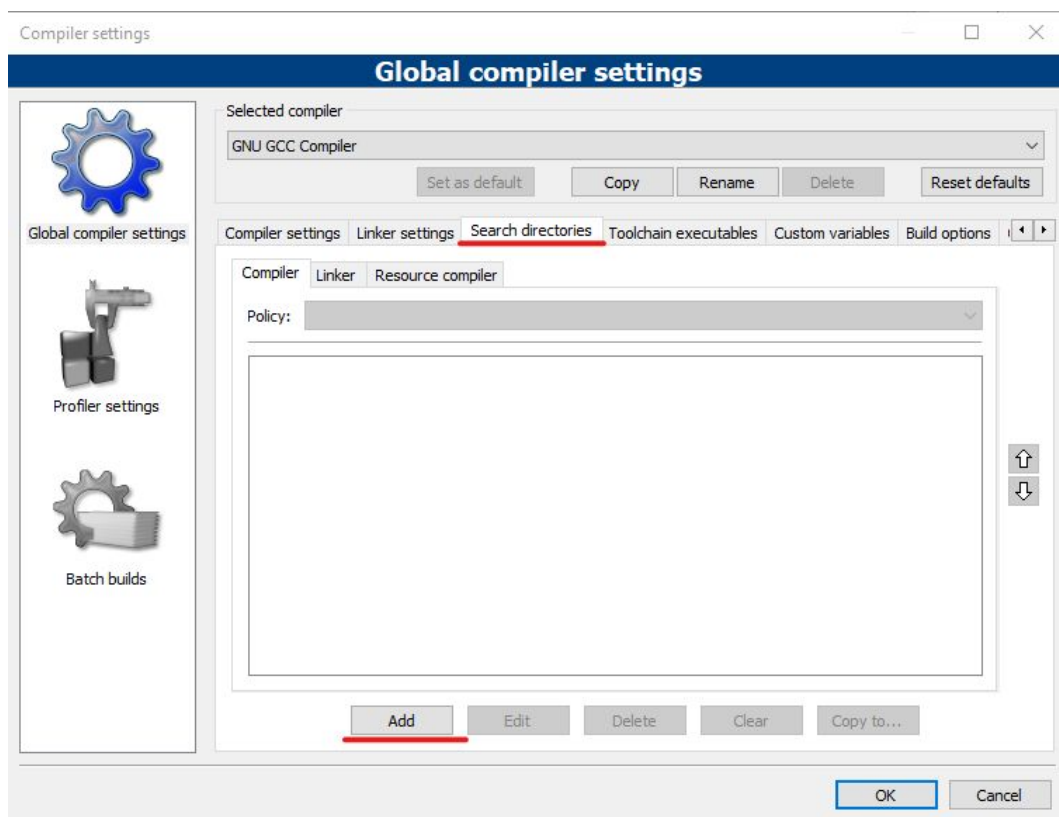 Compiler settings
Global compiler settings
Selected compiler
GNU GCC Compiler
Set as default Copy Rename Delete Reset defaults
Global compiler settings
Compiler settings Linker settings Search directories Toolchain executables Custom variables Build options
Compiler Linker Resource compiler
Policy:
Profiler settings
Batch builds
Add Edit Delete Clear Copy to...
OK Cancel